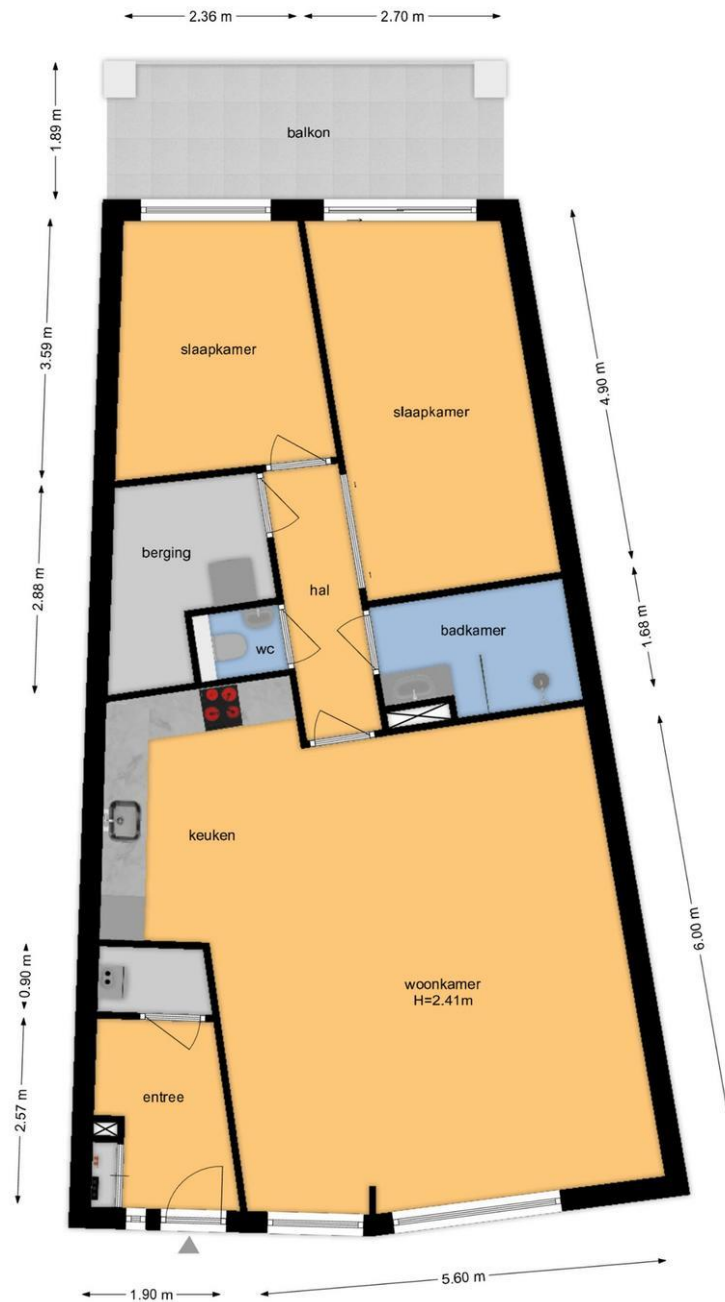 2.36 m
2.70 m
1.89 m
balkon
3.59 m
slaapkamer
slaapkamer
4.90 m
2.88 m
berging
hal
wc
badkamer
1.68 m
keuken
6.00 m
0.90 m
woonkamer
H=2.41m
2.57 m
entree
1.90 m
5.60 m